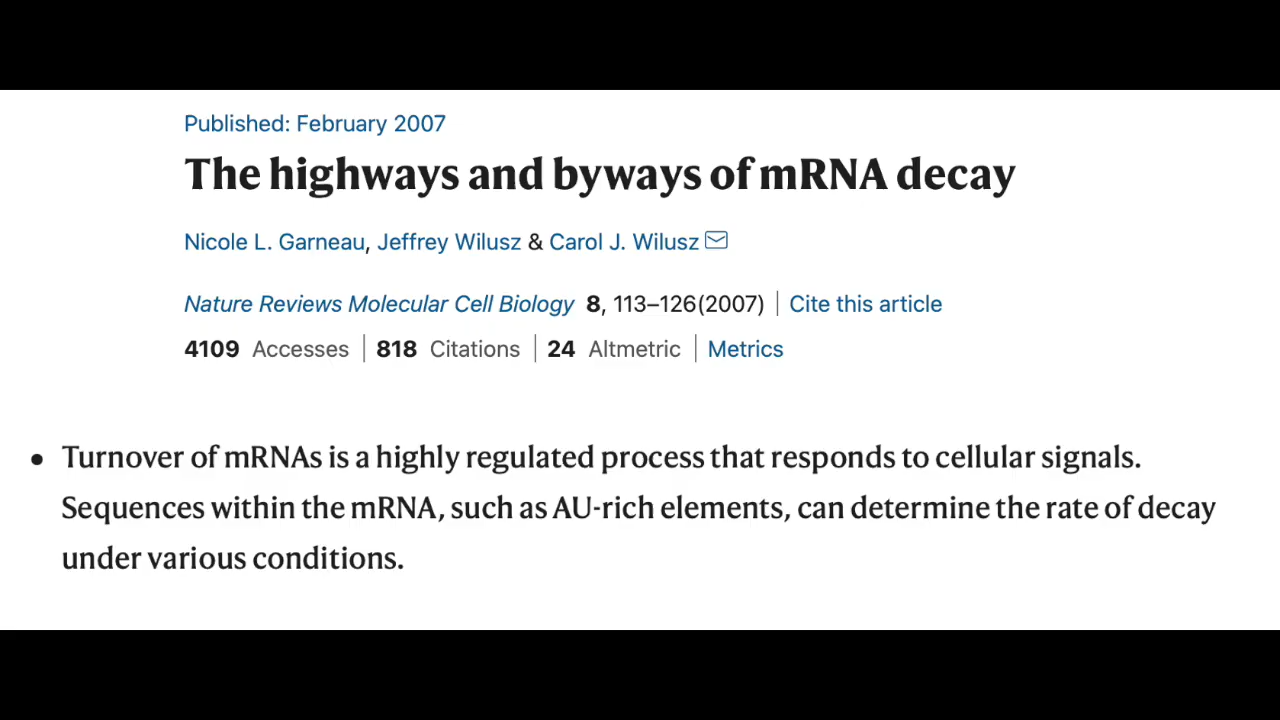 Published: February 2007
The highways and byways of mRNA decay
Nicole L. Garneau, Jeffrey Wilusz & Carol J. Wilusz
Nature Reviews Molecular Cell Biology 8, 113–126(2007) | Cite this article
4109 Accesses | 818 Citations | 24 Altmetric | Metrics
• Turnover of mRNAs is a highly regulated process that responds to cellular signals.
Sequences within the mRNA, such as AU-rich elements, can determine the rate of decay
under various conditions.